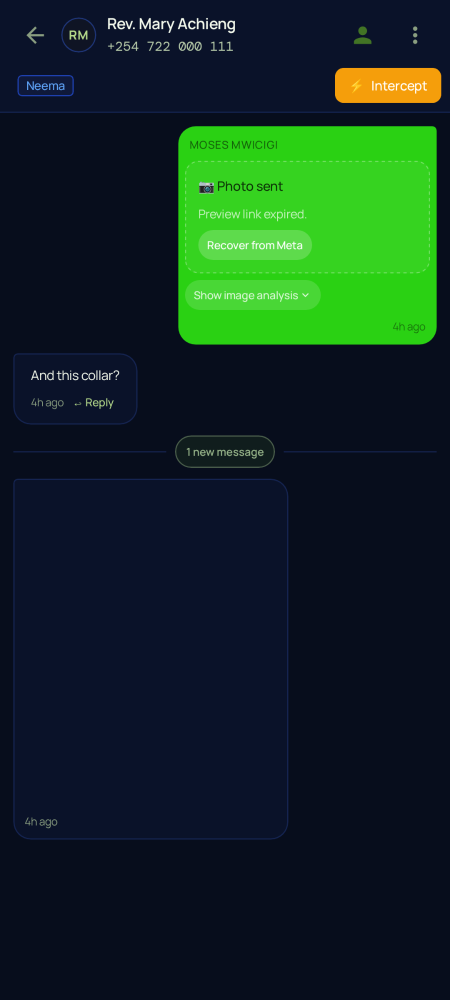 Rev. Mary Achieng
RM
+254 722 000 111
Neema
⚡ Intercept
MOSES MWICIGI
📷 Photo sent
Preview link expired.
Recover from Meta
Show image analysis
4h ago
And this collar?
4h ago ↩ Reply
1 new message
4h ago